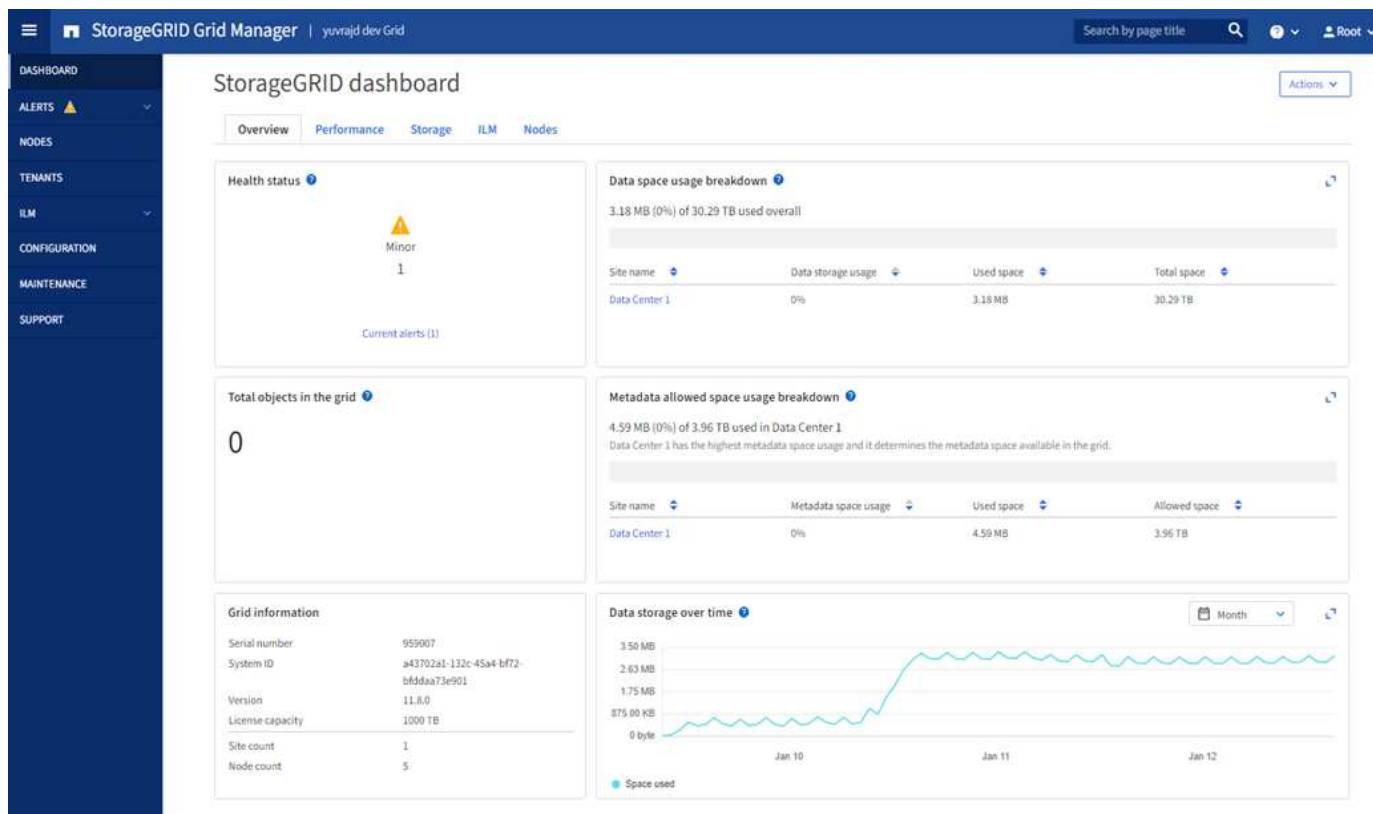 StorageGRID Grid Manager | yuvrajd dev Grid
Search by page title
Root
DASHBOARD
ALERTS
NODES
TENANTS
ILM
CONFIGURATION
MAINTENANCE
SUPPORT
StorageGRID dashboard
Actions
Overview Performance Storage ILM Nodes
Health status
Minor
1
Current alerts (1)
Data space usage breakdown
3.18 MB (0%) of 30.29 TB used overall
Site name Data storage usage Used space Total space
Data Center 1 0% 3.18 MB 30.29 TB
Total objects in the grid
0
Metadata allowed space usage breakdown
4.59 MB (0%) of 3.96 TB used in Data Center 1
Data Center 1 has the highest metadata space usage and it determines the metadata space available in the grid.
Site name Metadata space usage Used space Allowed space
Data Center 1 0% 4.59 MB 3.96 TB
Grid information
Serial number 959007
System ID a43702a1-132c-45a4-bf72-
bfddaa73e901
Version 11.8.0
License capacity 1000 TB
Site count 1
Node count 5
Data storage over time
Month
3.50 MB
2.63 MB
1.75 MB
875.00 KB
0 byte
Jan 10 Jan 11 Jan 12
Space used